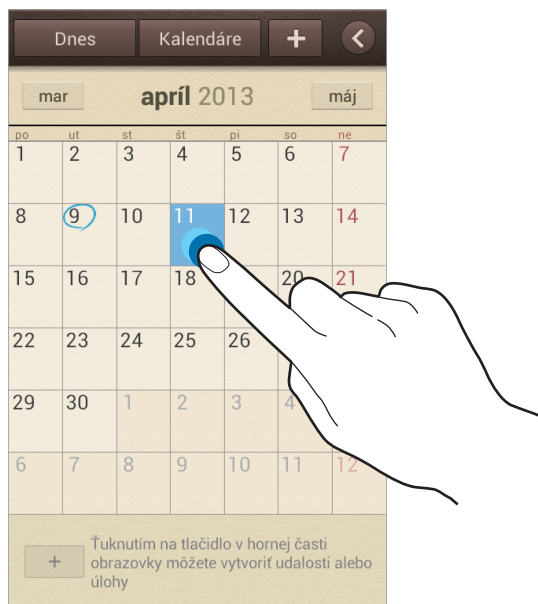 Dnes Kalendáre +
mar apríl 2013 máj
po ut st št pi so ne
1 2 3 4 5 6 7
8 9 10 11 12 13 14
15 16 17 18 20 21
22 23 24 25 26
29 30 1 2 3 4
6 7 8 9 10 11 12
Ťuknutím na tlačidlo v hornej časti
+ obrazovky môžete vytvoriť udalosti alebo
úlohy